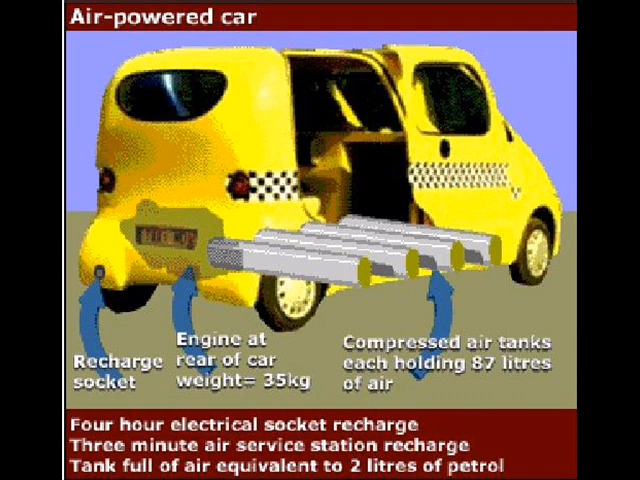 Air-powered car
Recharge
socket
Engine at
rear of car
weight= 35kg
Compressed air tanks
each holding 87 litres
of air
Four hour electrical socket recharge
Three minute air service station recharge
Tank full of air equivalent to 2 litres of petrol